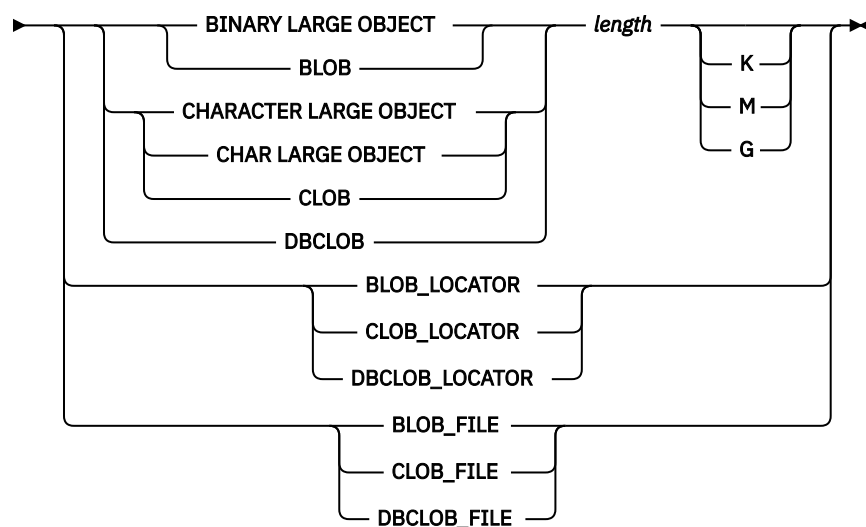 BINARY LARGE OBJECT length
BLOB K
CHARACTER LARGE OBJECT M
CHAR LARGE OBJECT G
CLOB
DBCLOB
BLOB_LOCATOR
CLOB_LOCATOR
DBCLOB_LOCATOR
BLOB_FILE
CLOB_FILE
DBCLOB_FILE